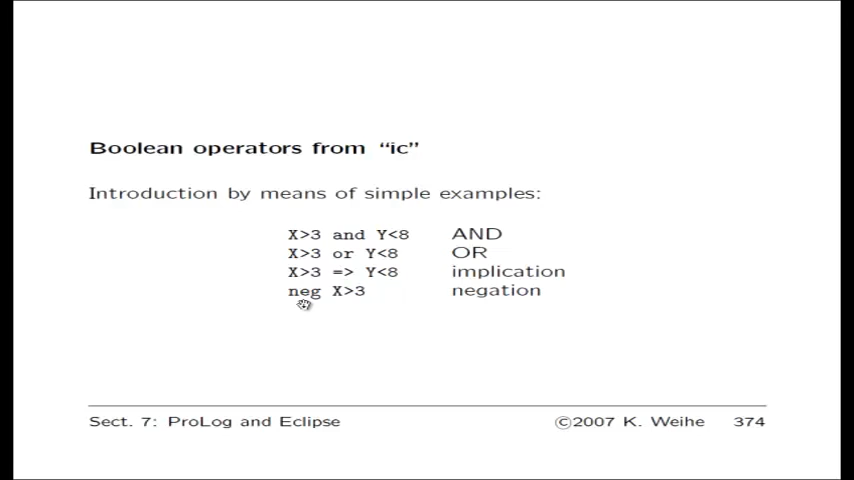 Boolean operators from “ic”
Introduction by means of simple examples:
X>3 and Y<8 AND
X>3 or Y<8 OR
X>3 => Y<8 implication
neg X>3 negation
Sect. 7: ProLog and Eclipse ©2007 K. Weihe 374